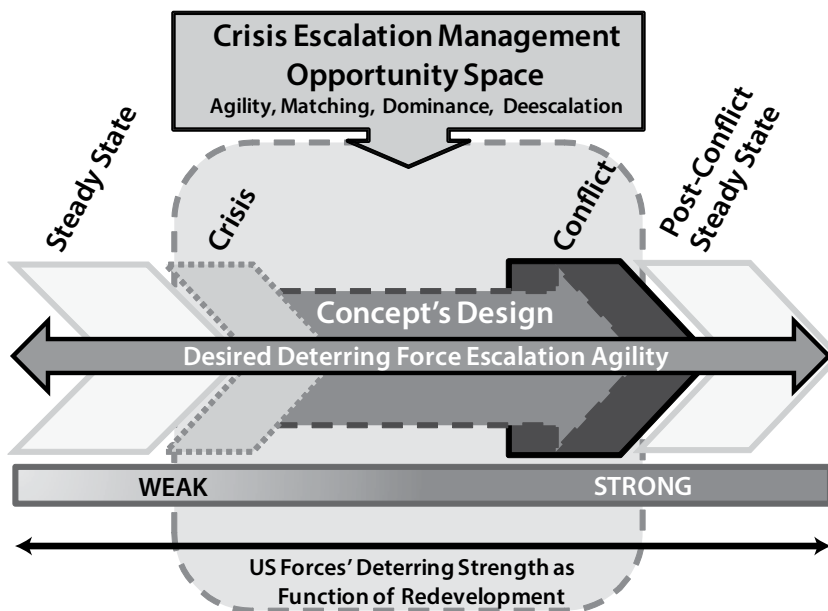 Crisis Escalation Management
Opportunity Space
Agility, Matching, Dominance, Deescalation
Steady State
Crisis
Conflict
Post-Conflict
Steady State
Concept's Design
Desired Deterring Force Escalation Agility
WEAK
STRONG
US Forces' Deterring Strength as
Function of Redevelopment